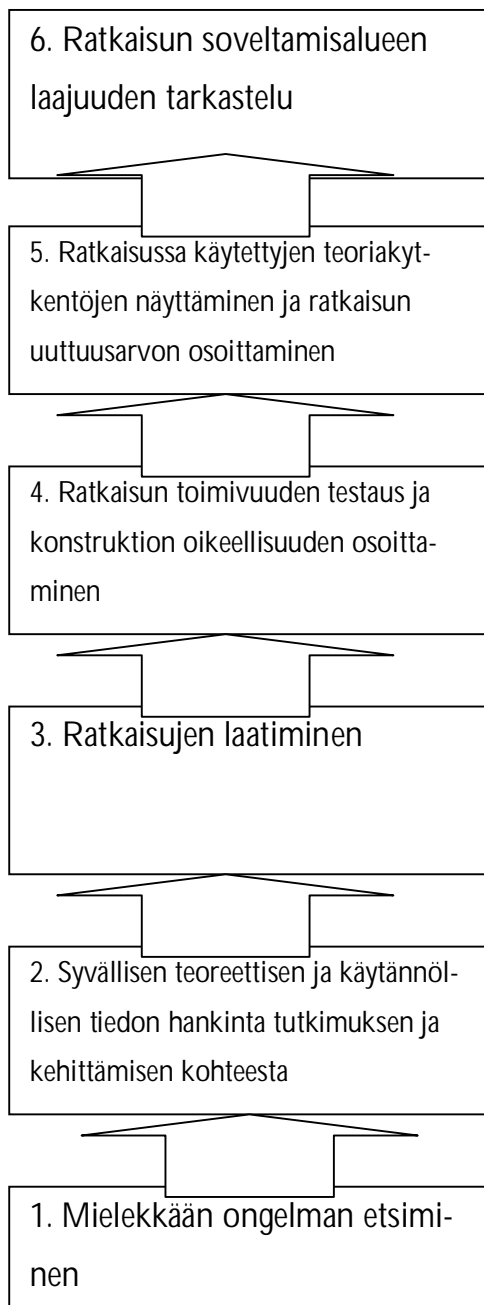 6. Ratkaisun soveltamisalueen
laajuuden tarkastelu
5. Ratkaisussa käytettyjen teoriakyt-
kentöjen näyttäminen ja ratkaisun
uuttuusarvon osoittaminen
4. Ratkaisun toimivuuden testaus ja
konstruktion oikeellisuuden osoitta-
minen
3. Ratkaisujen laatiminen
2. Syvällisen teoreettisen ja käytännöl-
lisen tiedon hankinta tutkimuksen ja
kehittämisen kohteesta
1. Mielekkään ongelman etsimi-
nen